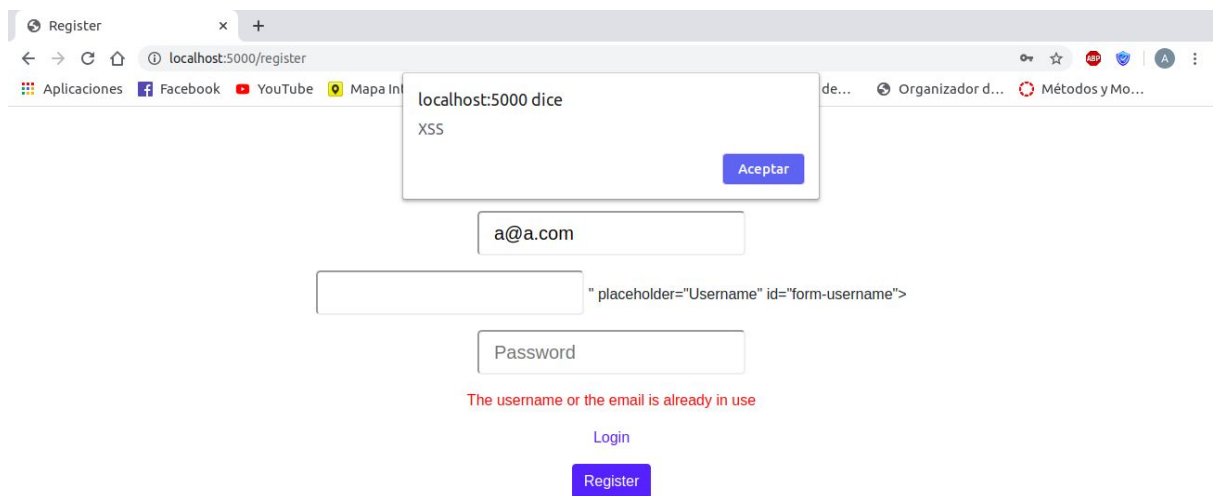 Register
localhost:5000/register
Aplicaciones Facebook YouTube Mapa Int de... Organizador d... Métodos y Mo...
localhost:5000 dice
XSS
Aceptar
a@a.com
" placeholder="Username" id="form-username">
Password
The username or the email is already in use
Login
Register